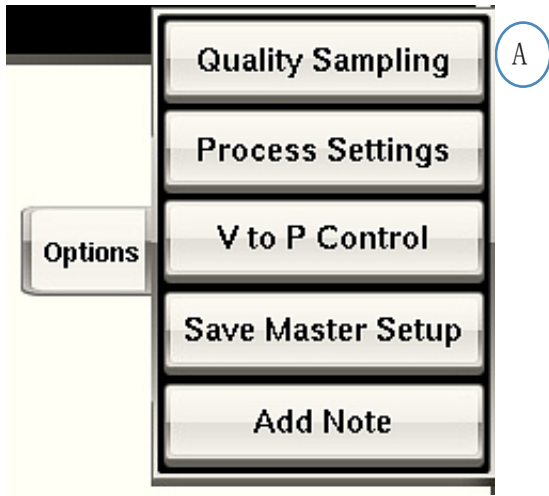 Quality Sampling
A
Process Settings
Options
V to P Control
Save Master Setup
Add Note